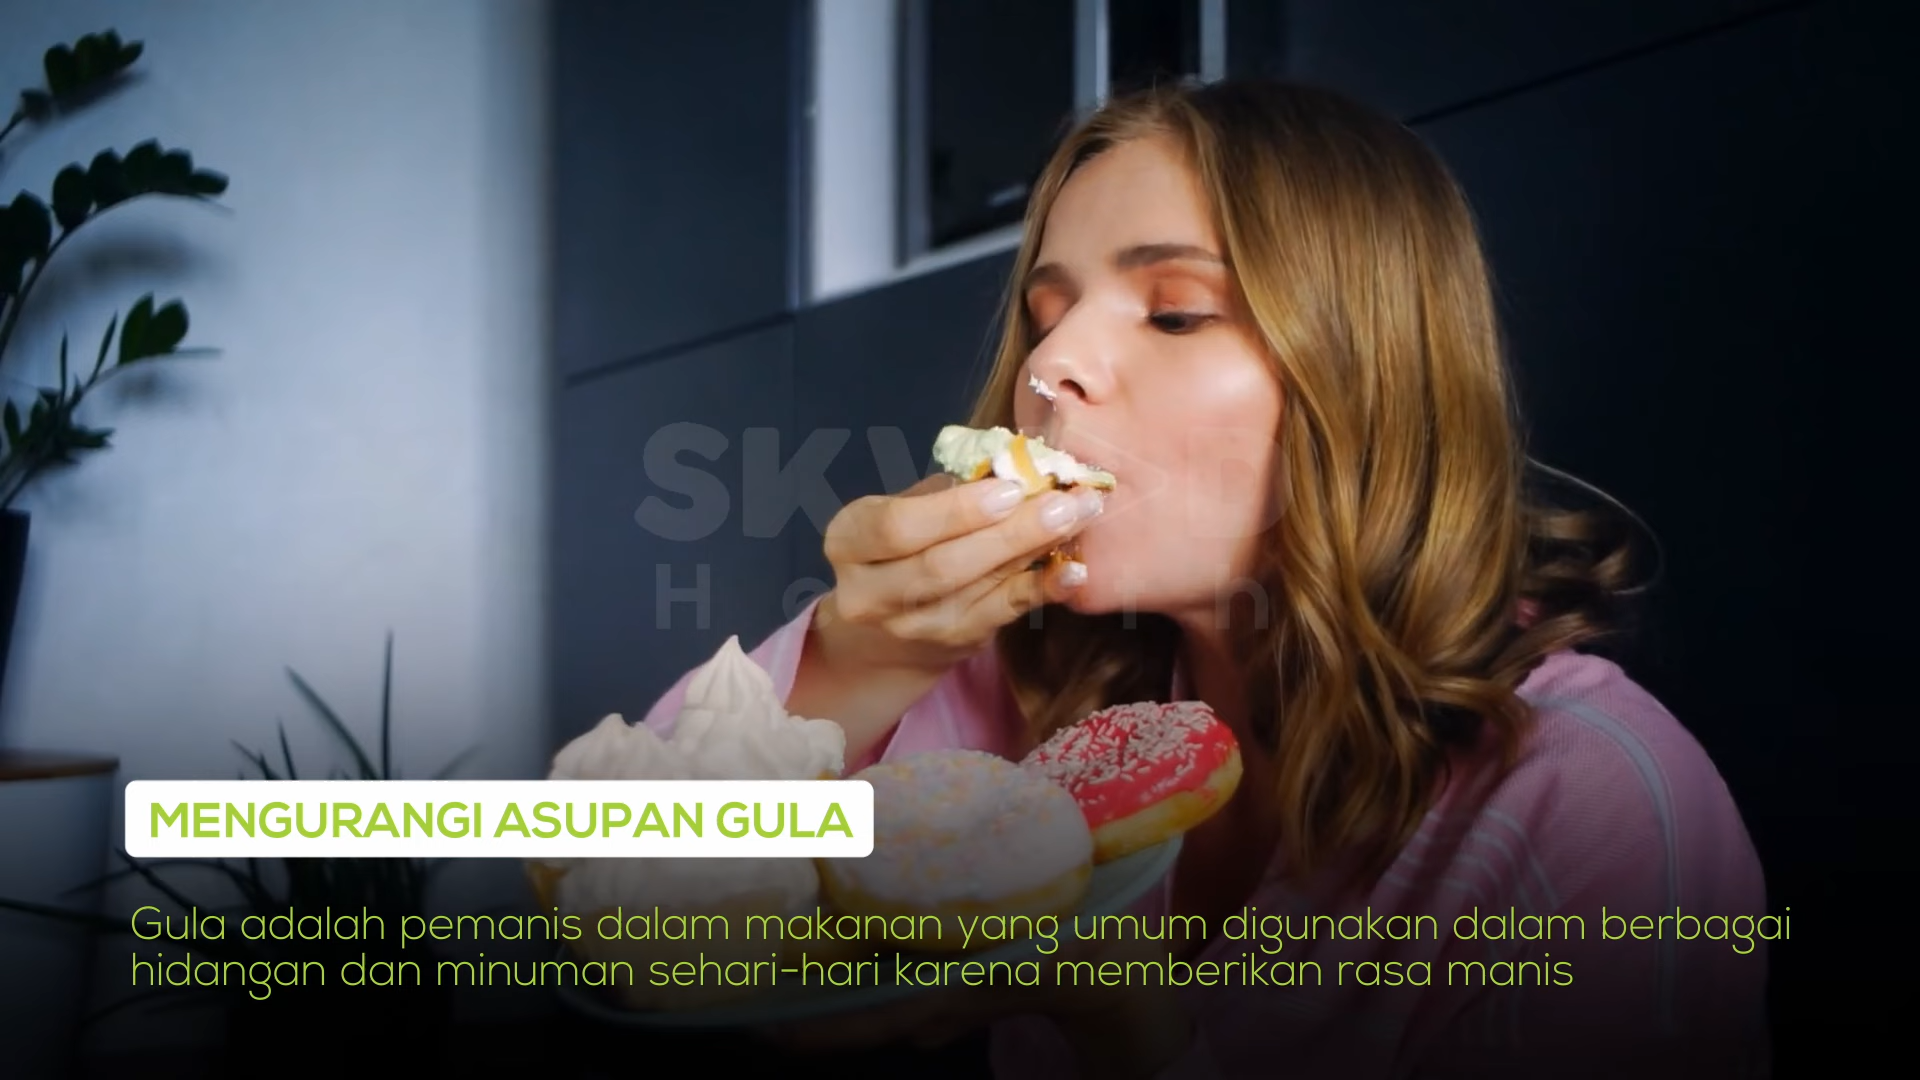 MENGURANGI ASUPAN GULA
Gula adalah pemanis dalam makanan yang umum digunakan dalam berbagai
hidangan dan minuman sehari-hari karena memberikan rasa manis